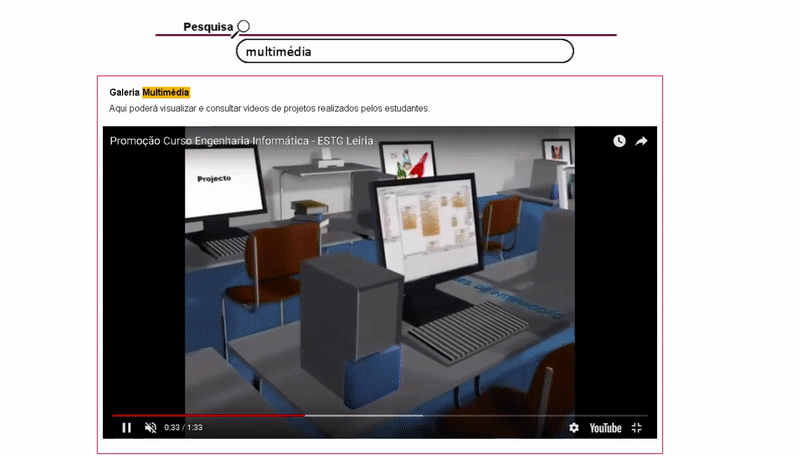 Pesquisa
multimédia
Galeria Multimédia
Aqui poderá visualizar e consultar vídeos de projetos realizados pelos estudantes.
Promoção Curso Engenharia Informática - ESTG Leiria
Projecto
0:33 / 1:33
YouTube